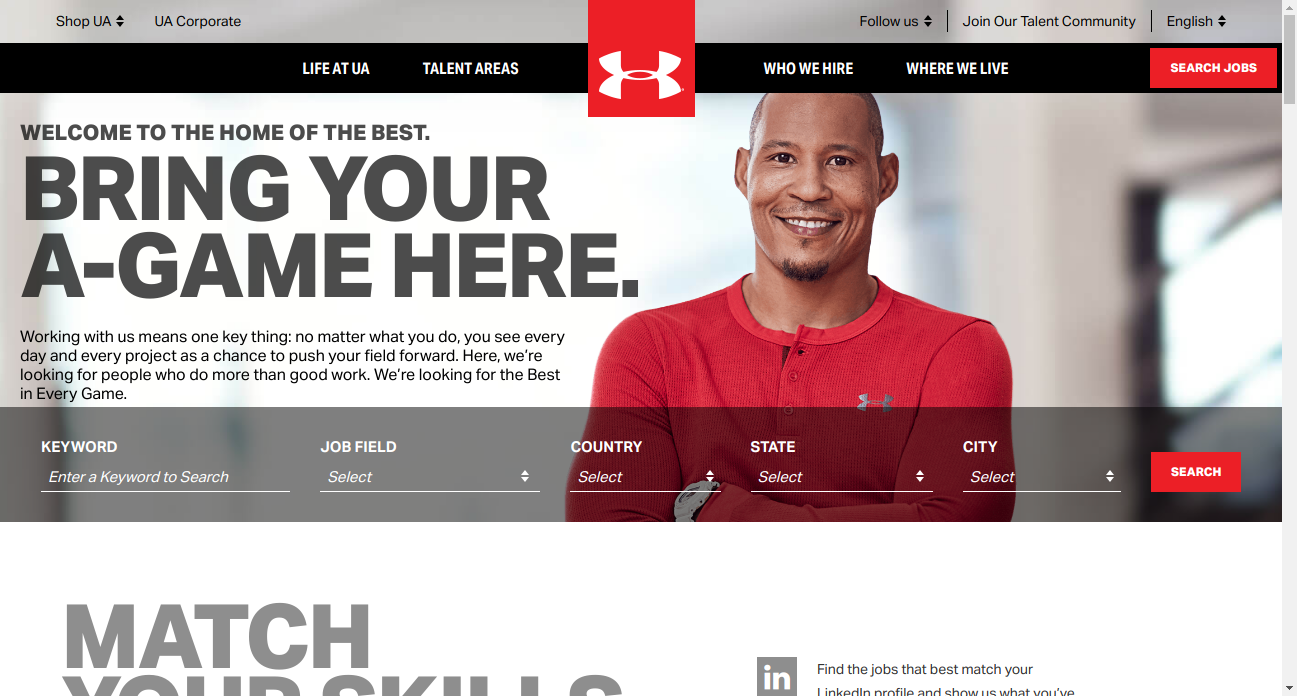 Shop UA
UA Corporate
Follow us
Join Our Talent Community
English
LIFE AT UA
TALENT AREAS
WHO WE HIRE
WHERE WE LIVE
SEARCH JOBS
WELCOME TO THE HOME OF THE BEST.
BRING YOUR
A-GAME HERE.
Working with us means one key thing: no matter what you do, you see every
day and every project as a chance to push your field forward. Here, we're
looking for people who do more than good work. We're looking for the Best
in Every Game.
KEYWORD
Enter a Keyword to Search
JOB FIELD
Select
COUNTRY
Select
STATE
Select
CITY
Select
SEARCH
MATCH
YOUR SKILLS
in
Find the jobs that best match your
LinkedIn profile and show us what you've